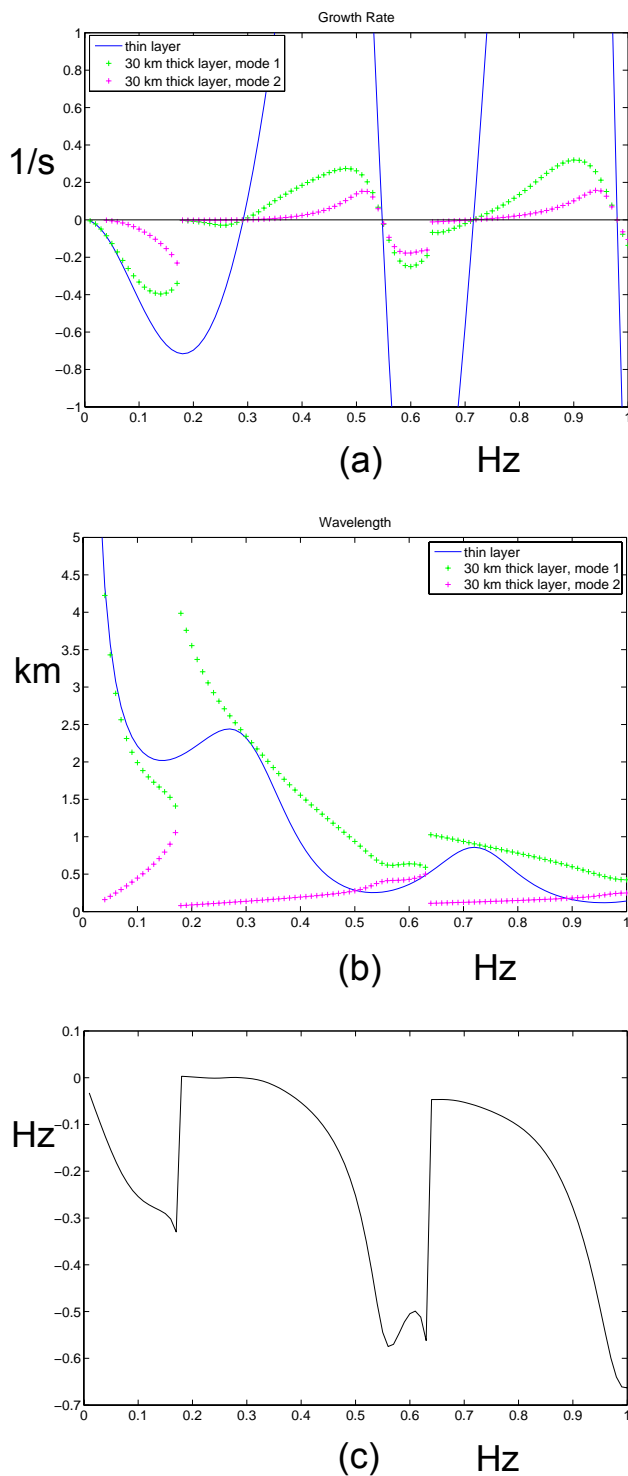 Growth Rate
thin layer
30 km thick layer, mode 1
30 km thick layer, mode 2
1/s
1
0.8
0.6
0.4
0.2
0
−0.2
−0.4
−0.6
−0.8
−1
0 0.1 0.2 0.3 0.4 0.5 0.6 0.7 0.8 0.9 1
(a) Hz
Wavelength
thin layer
30 km thick layer, mode 1
30 km thick layer, mode 2
km
5
4.5
4
3.5
3
2.5
2
1.5
1
0.5
0
0 0.1 0.2 0.3 0.4 0.5 0.6 0.7 0.8 0.9 1
(b) Hz
Hz
0.1
0
−0.1
−0.2
−0.3
−0.4
−0.5
−0.6
−0.7
0 0.1 0.2 0.3 0.4 0.5 0.6 0.7 0.8 0.9 1
(c) Hz